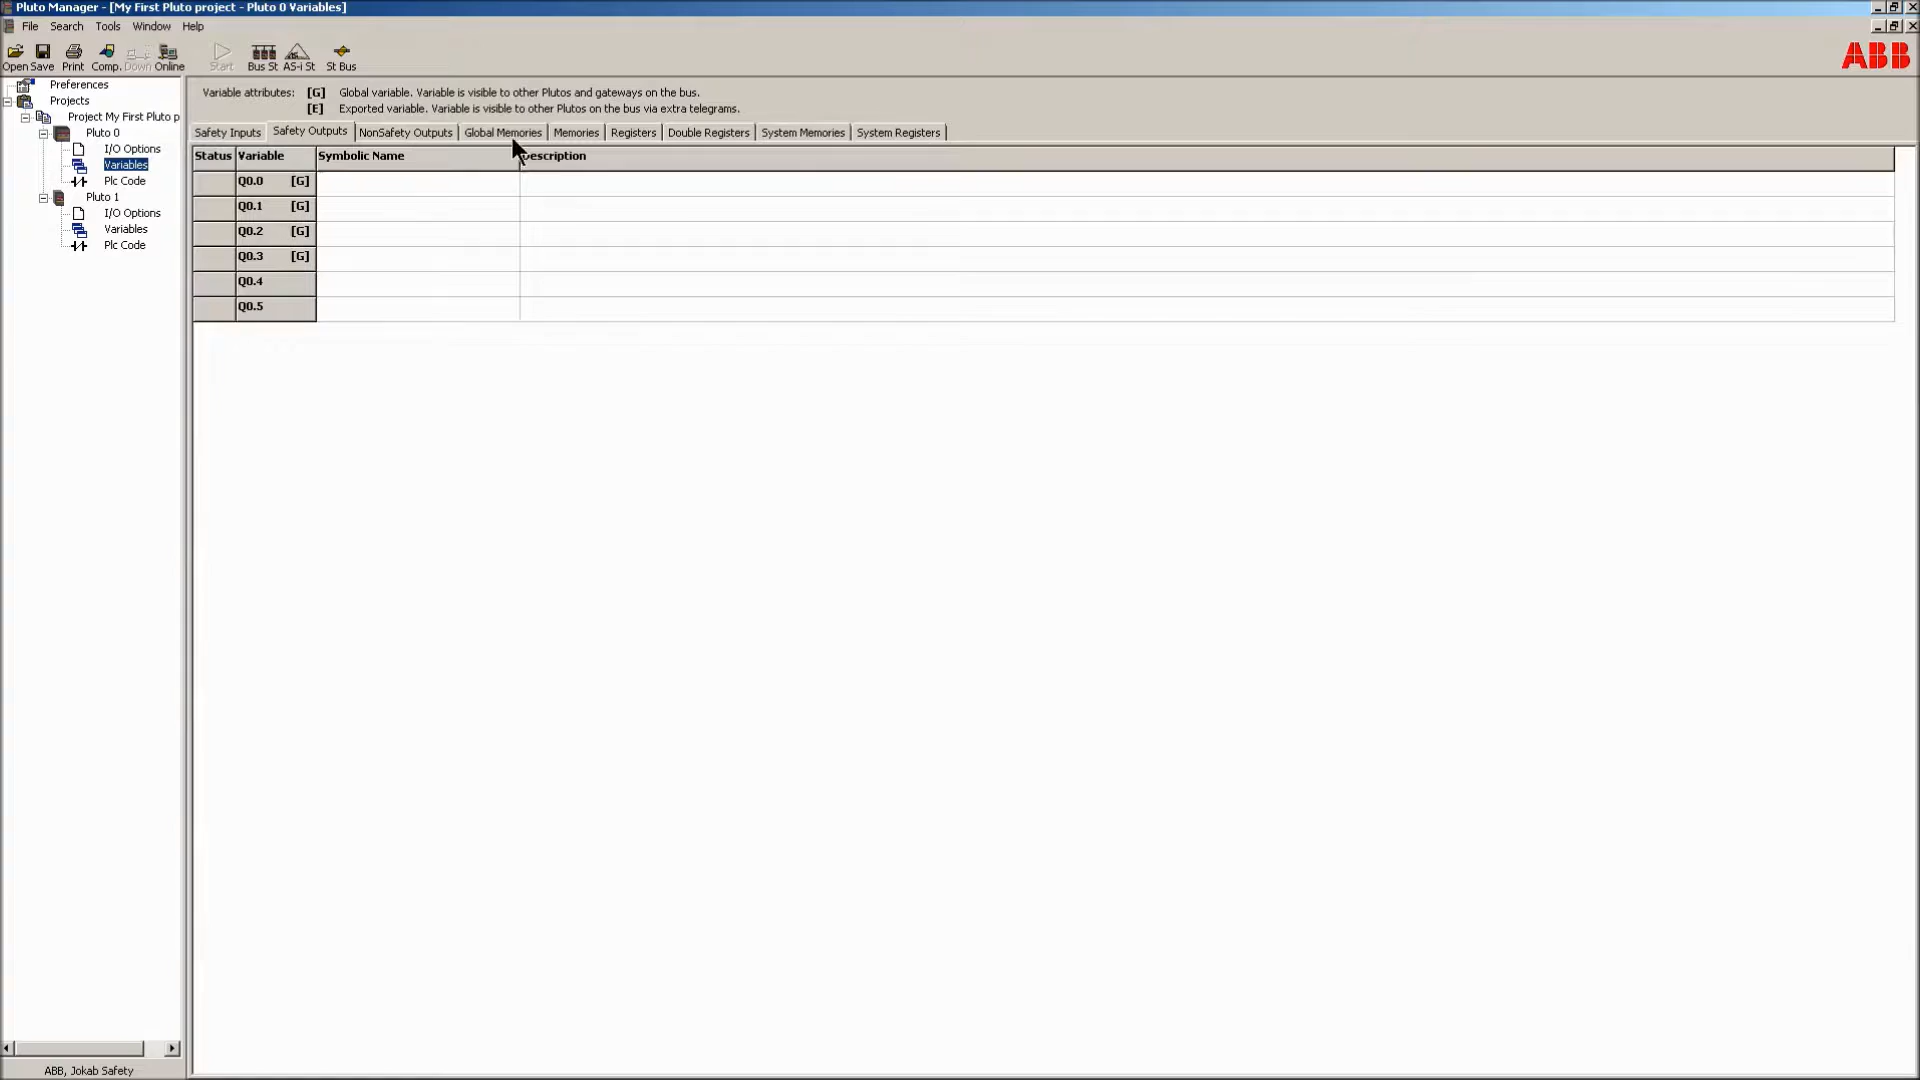 Pluto Manager - [My First Pluto project - Pluto 0 Variables]
File Search Tools Window Help
Open Save Print Comp. Down Online Start Bus St AS-i St St Bus
ABB
Preferences
Projects
Project My First Pluto p
Pluto 0
I/O Options
Variables
Plc Code
Pluto 1
I/O Options
Variables
Plc Code
Variable attributes: [G] Global variable. Variable is visible to other Plutos and gateways on the bus.
[E] Exported variable. Variable is visible to other Plutos on the bus via extra telegrams.
Safety Inputs Safety Outputs NonSafety Outputs Global Memories Memories Registers Double Registers System Memories System Registers
Status Variable Symbolic Name Description
Q0.0 [G]
Q0.1 [G]
Q0.2 [G]
Q0.3 [G]
Q0.4
Q0.5
ABB, Jokab Safety